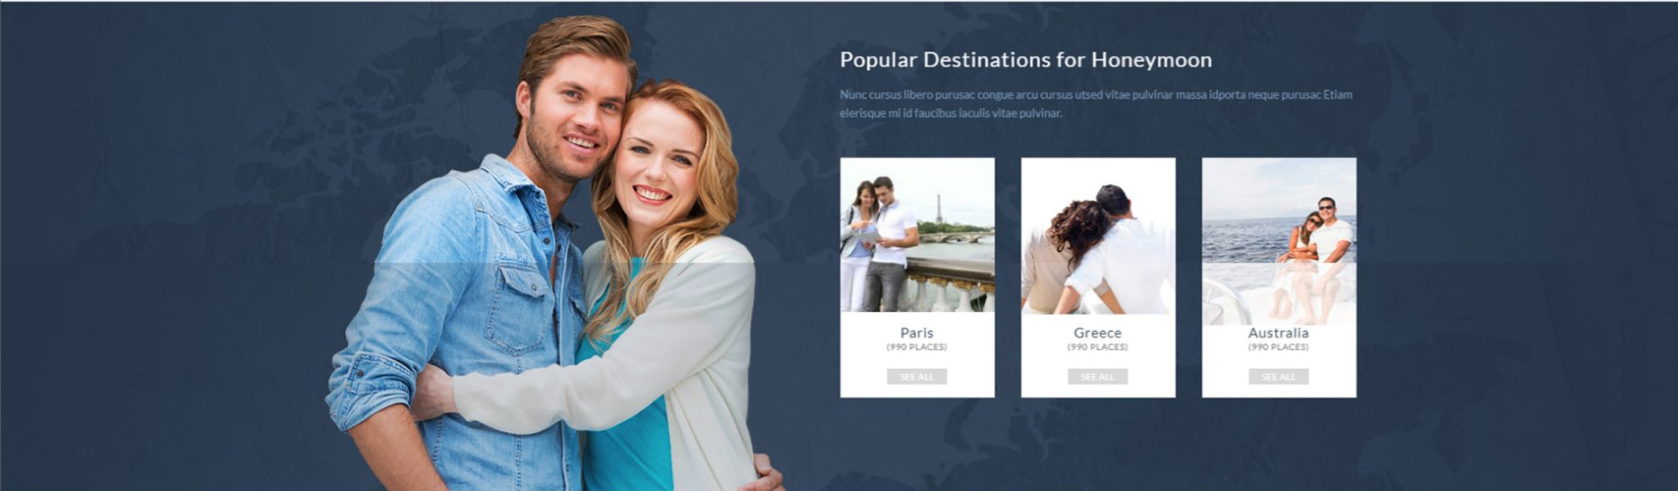 Popular Destinations for Honeymoon
Nunc cursus libero purusac congue arcu cursus utsed vitae pulvinar massa idporta neque purusac Etiam
elerisque mi id faucibus iaculis vitae pulvinar.
Paris
(990 PLACES)
SEE ALL
Greece
(990 PLACES)
SEE ALL
Australia
(990 PLACES)
SEE ALL